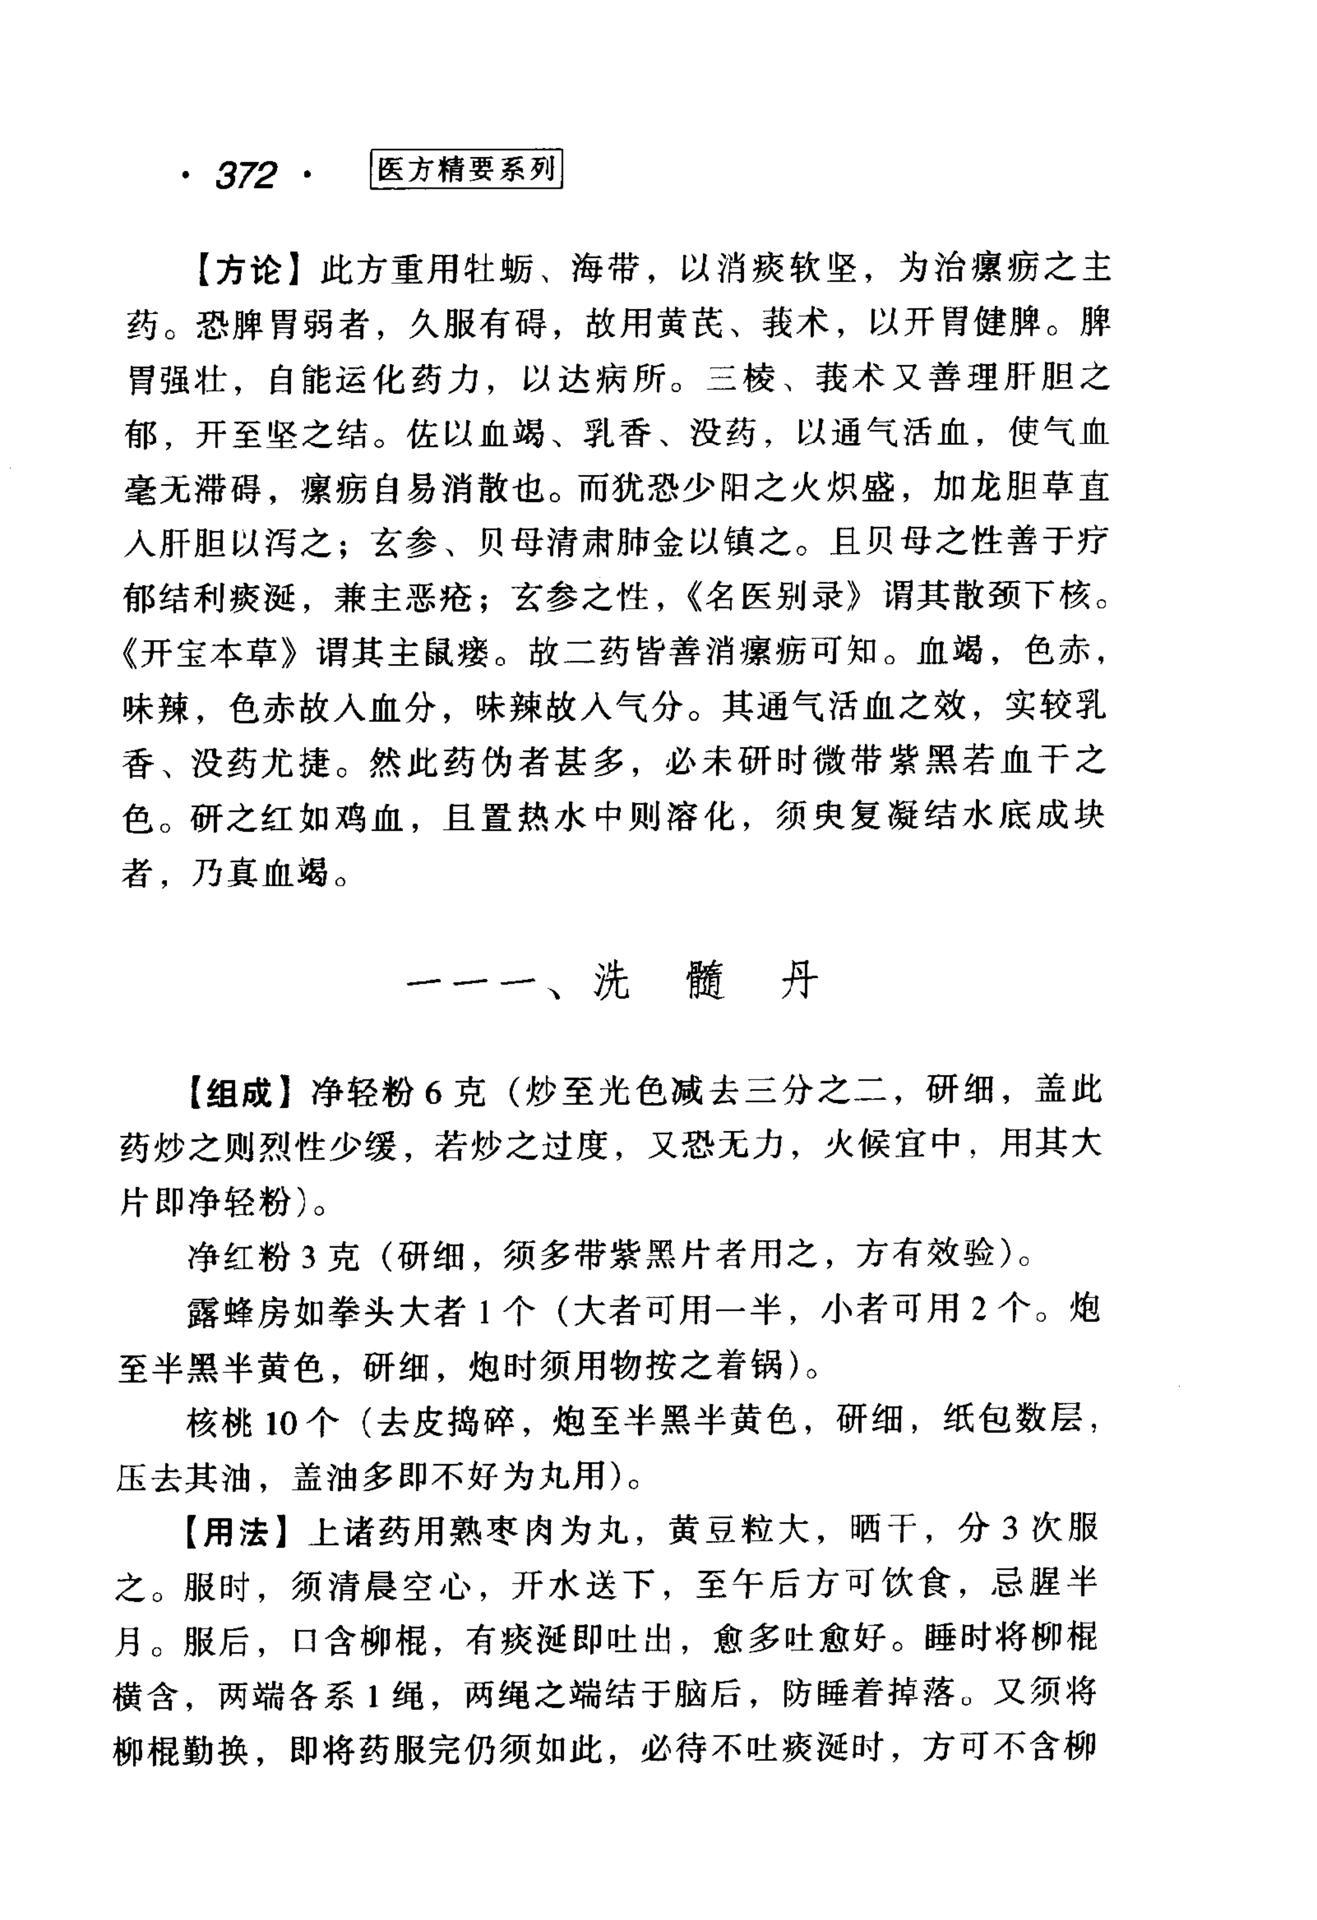 · 372 · 医方精要系列
【方论】此方重用牡蛎、海带，以消痰软坚，为治瘰疬之主
药。恐脾胃弱者，久服有碍，故用黄芪、莪术，以开胃健脾。脾
胃强壮，自能运化药力，以达病所。三棱、莪术又善理肝胆之
郁，开至坚之结。佐以血竭、乳香、没药，以通气活血，使气血
毫无滞碍，瘰疬自易消散也。而犹恐少阳之火炽盛，加龙胆草直
入肝胆以泻之；玄参、贝母清肃肺金以镇之。且贝母之性善于疗
郁结利痰涎，兼主恶疮；玄参之性，《名医别录》谓其散颈下核。
《开宝本草》谓其主鼠瘘。故二药皆善消瘰疬可知。血竭，色赤，
味辣，色赤故入血分，味辣故入气分。其通气活血之效，实较乳
香、没药尤捷。然此药伪者甚多，必未研时微带紫黑若血干之
色。研之红如鸡血，且置热水中则溶化，须臾复凝结水底成块
者，乃真血竭。
一一一、洗 髓 丹
【组成】净轻粉 6 克（炒至光色减去三分之二，研细，盖此
药炒之则烈性少缓，若炒之过度，又恐无力，火候宜中，用其大
片即净轻粉）。
净红粉 3 克（研细，须多带紫黑片者用之，方有效验）。
露蜂房如拳头大者 1 个（大者可用一半，小者可用 2 个。炮
至半黑半黄色，研细，炮时须用物按之着锅）。
核桃 10 个（去皮捣碎，炮至半黑半黄色，研细，纸包数层，
压去其油，盖油多即不好为丸用）。
【用法】上诸药用熟枣肉为丸，黄豆粒大，晒干，分 3 次服
之。服时，须清晨空心，开水送下，至午后方可饮食，忌腥半
月。服后，口含柳棍，有痰涎即吐出，愈多吐愈好。睡时将柳棍
横含，两端各系 1 绳，两绳之端结于脑后，防睡着掉落。又须将
柳棍勤换，即将药服完仍须如此，必待不吐痰涎时，方可不含柳